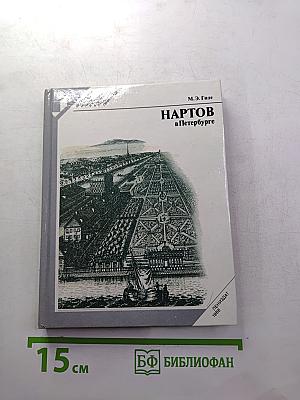 М. Э. Гизе
НАРТОВ
в Петербурге
15 см
БФ БИБЛИОФАН